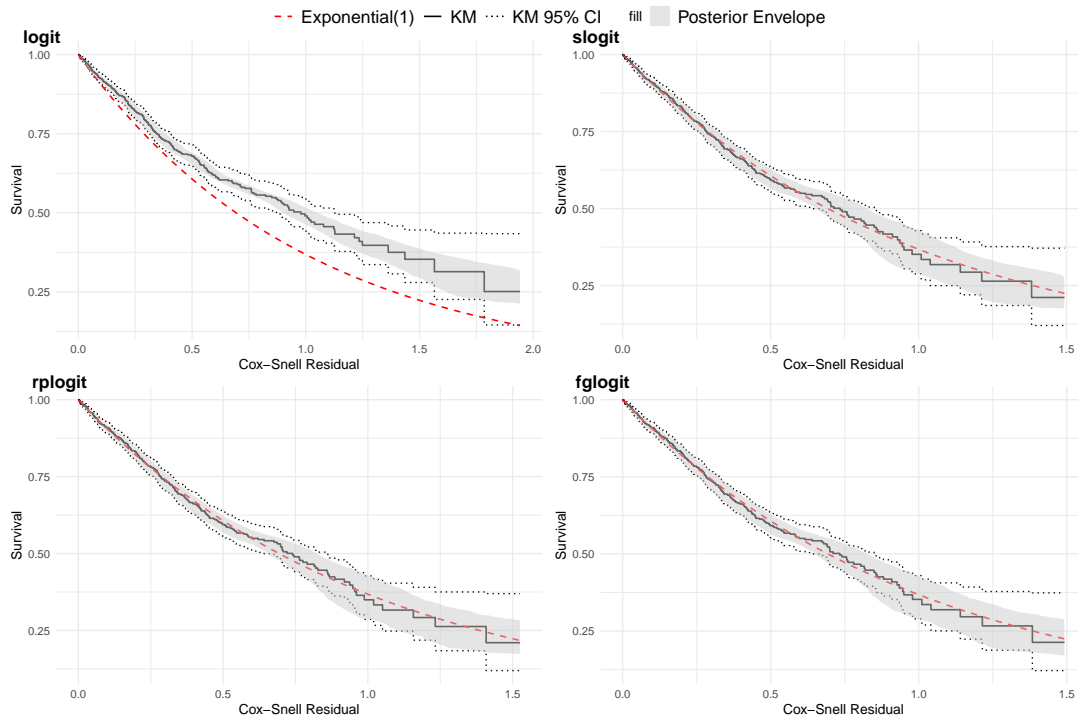 Exponential(1) KM KM 95% CI fill Posterior Envelope
logit
1.00
0.75
0.50
0.25
Survival
0.0 0.5 1.0 1.5 2.0
Cox−Snell Residual
slogit
1.00
0.75
0.50
0.25
Survival
0.0 0.5 1.0 1.5
Cox−Snell Residual
rplogit
1.00
0.75
0.50
0.25
Survival
0.0 0.5 1.0 1.5
Cox−Snell Residual
fglogit
1.00
0.75
0.50
0.25
Survival
0.0 0.5 1.0 1.5
Cox−Snell Residual